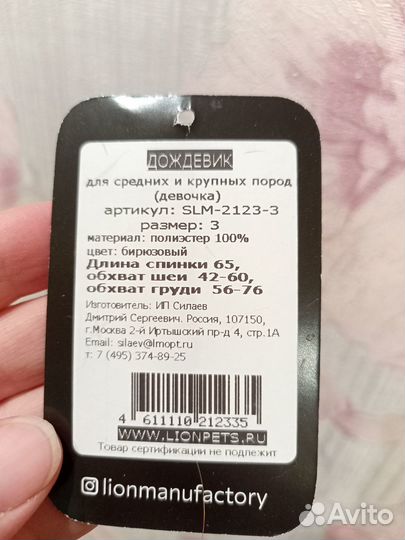 ДОЖДЕВИК
для средних и крупных пород
(девочка)
артикул: SLM-2123-3
размер: 3
материал: полиэстер 100%
цвет: бирюзовый
Длина спинки 65,
обхват шеи 42-60,
обхват груди 56-76
Изготовитель: ИП Силаев
Дмитрий Сергеевич. Россия, 107150,
г.Москва 2-й Иртышский пр-д 4, стр.1А
Email: silaev@lmopt.ru
т: 7 (495) 374-89-25
4 611110 212335
WWW.LIONPETS.RU
Товар сертификации не подлежит
lionmanufactory
Avito